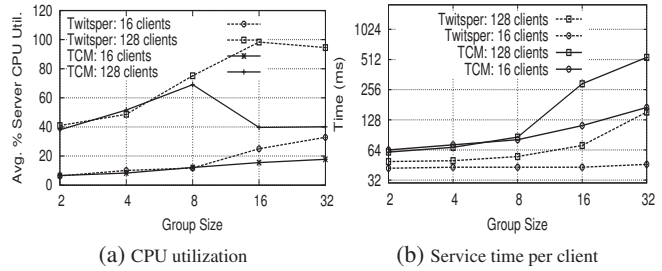 Avg. % Server CPU Util.
120
100
80
60
40
20
0
Twitsper: 16 clients
Twitsper: 128 clients
TCM: 16 clients
TCM: 128 clients
2 4 8 16 32
Group Size
(a) CPU utilization
Time (ms)
1024
512
256
128
64
32
Twitsper: 128 clients
Twitsper: 16 clients
TCM: 128 clients
TCM: 16 clients
2 4 8 16 32
Group Size
(b) Service time per client